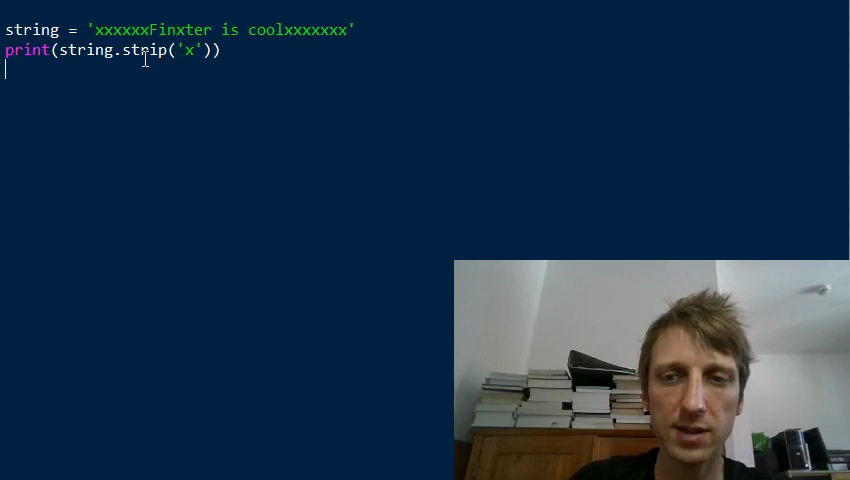 string = 'xxxxxxFinxter is coolxxxxxxx'
print(string.strip('x'))